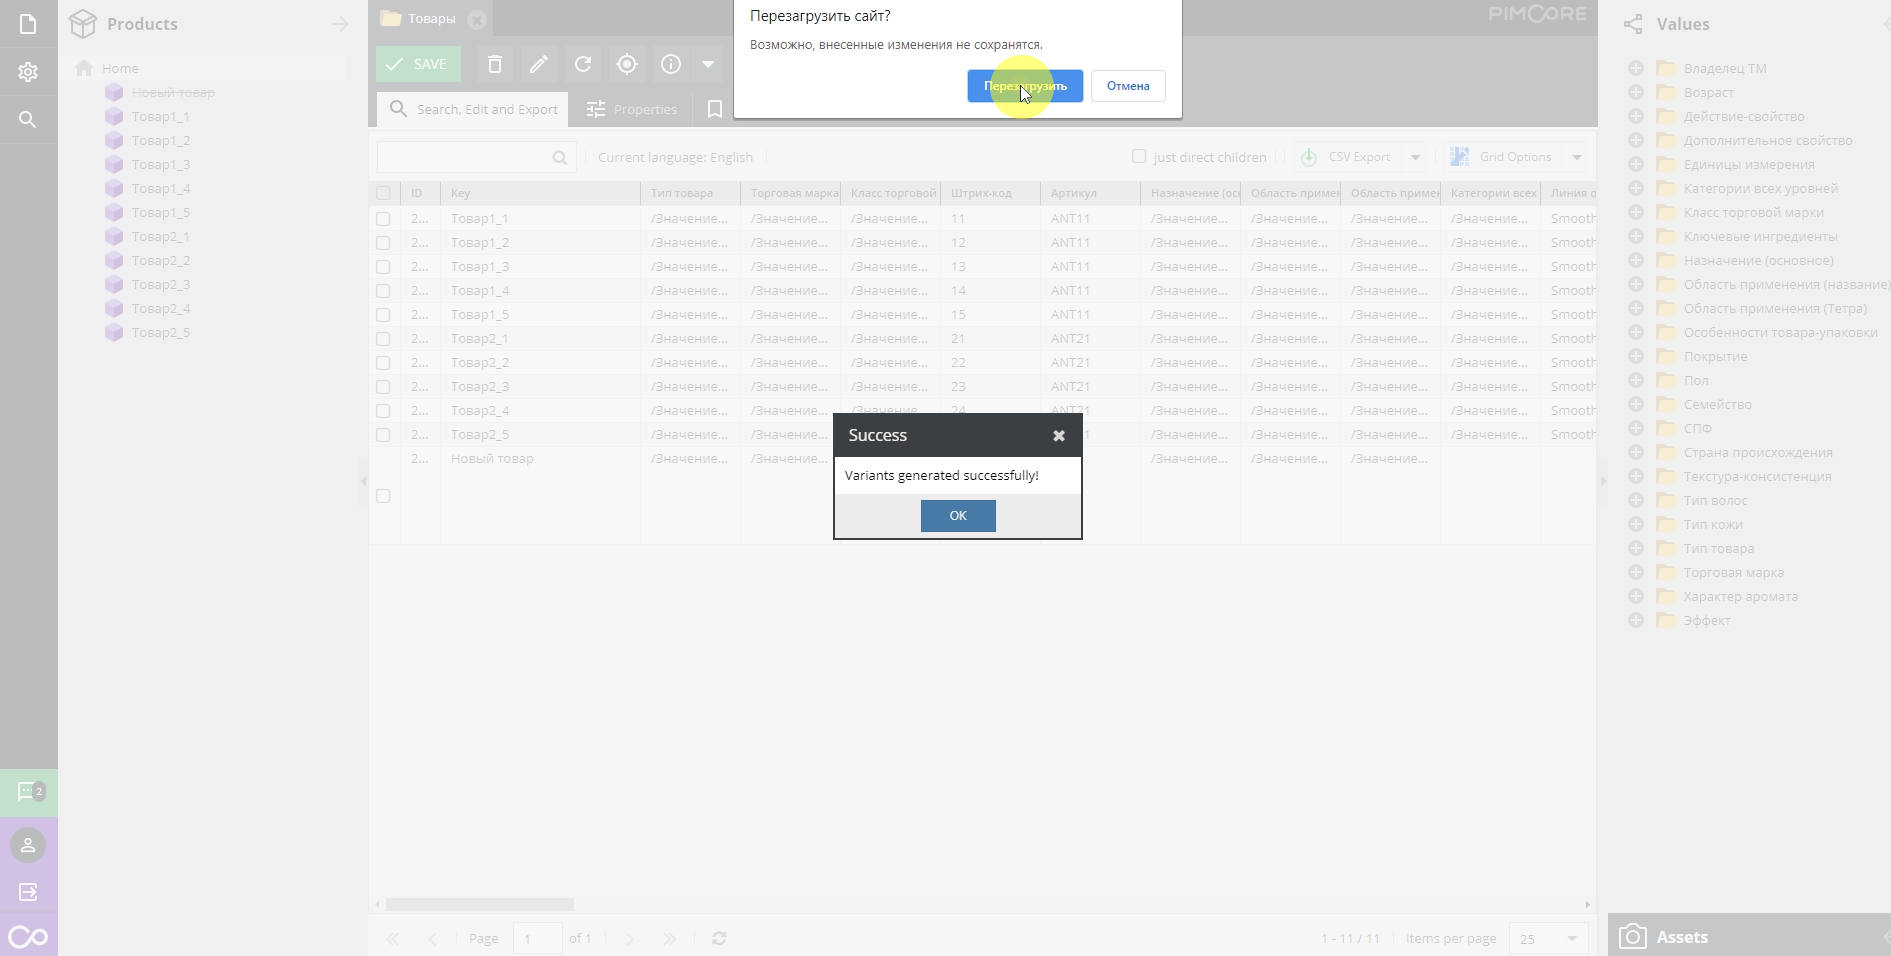 Products
Home
Новый товар
Товар1_1
Товар1_2
Товар1_3
Товар1_4
Товар1_5
Товар2_1
Товар2_2
Товар2_3
Товар2_4
Товар2_5
2
Товары
PIMCORE
SAVE
Search, Edit and Export
Properties
Перезагрузить сайт?
Возможно, внесенные изменения не сохранятся.
Перезагрузить Отмена
Current language: English
just direct children
CSV Export
Grid Options
ID Key Тип товара Торговая марка Класс торговой Штрих-код Артикул Назначение (осн Область примен Область примен Категории всех Линия о
2... Товар1_1 /Значение... /Значение... /Значение... 11 ANT11 /Значение... /Значение... /Значение... /Значение... Smooth
2... Товар1_2 /Значение... /Значение... /Значение... 12 ANT11 /Значение... /Значение... /Значение... /Значение... Smooth
2... Товар1_3 /Значение... /Значение... /Значение... 13 ANT11 /Значение... /Значение... /Значение... /Значение... Smooth
2... Товар1_4 /Значение... /Значение... /Значение... 14 ANT11 /Значение... /Значение... /Значение... /Значение... Smooth
2... Товар1_5 /Значение... /Значение... /Значение... 15 ANT11 /Значение... /Значение... /Значение... /Значение... Smooth
2... Товар2_1 /Значение... /Значение... /Значение... 21 ANT21 /Значение... /Значение... /Значение... /Значение... Smooth
2... Товар2_2 /Значение... /Значение... /Значение... 22 ANT21 /Значение... /Значение... /Значение... /Значение... Smooth
2... Товар2_3 /Значение... /Значение... /Значение... 23 ANT21 /Значение... /Значение... /Значение... /Значение... Smooth
2... Товар2_4 /Значение... /Значение... /Значение... 24 ANT21 /Значение... /Значение... /Значение... /Значение... Smooth
2... Товар2_5 /Значение... /Значение... 1 /Значение... /Значение... /Значение... /Значение... Smooth
2... Новый товар /Значение... /Значение... /Значение... /Значение... /Значение...
Success
Variants generated successfully!
OK
Page 1 of 1
1 - 11 / 11 Items per page 25
Values
Владелец ТМ
Возраст
Действие-свойство
Дополнительное свойство
Единицы измерения
Категории всех уровней
Класс торговой марки
Ключевые ингредиенты
Назначение (основное)
Область применения (название)
Область применения (Тетра)
Особенности товара-упаковки
Покрытие
Пол
Семейство
СПФ
Страна происхождения
Текстура-консистенция
Тип волос
Тип кожи
Тип товара
Торговая марка
Характер аромата
Эффект
Assets